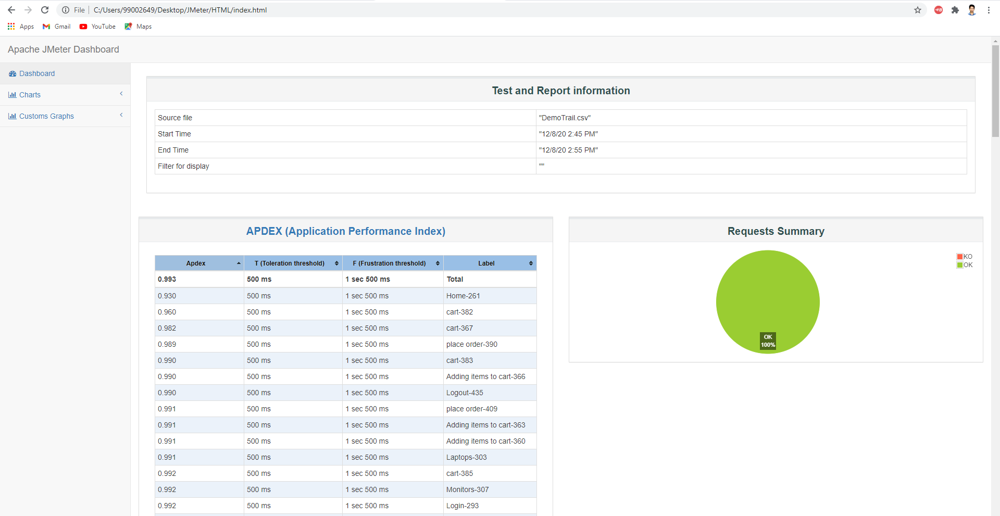 File C:/Users/99002649/Desktop/JMeter/HTML/index.html
Apps Gmail YouTube Maps
Apache JMeter Dashboard
Dashboard
Charts
Customs Graphs
Test and Report information
Source file "DemoTrail.csv"
Start Time "12/8/20 2:45 PM"
End Time "12/8/20 2:55 PM"
Filter for display ""
APDEX (Application Performance Index)
Apdex T (Toleration threshold) F (Frustration threshold) Label
0.993 500 ms 1 sec 500 ms Total
0.930 500 ms 1 sec 500 ms Home-261
0.960 500 ms 1 sec 500 ms cart-382
0.982 500 ms 1 sec 500 ms cart-367
0.989 500 ms 1 sec 500 ms place order-390
0.990 500 ms 1 sec 500 ms cart-383
0.990 500 ms 1 sec 500 ms Adding items to cart-366
0.990 500 ms 1 sec 500 ms Logout-435
0.991 500 ms 1 sec 500 ms place order-409
0.991 500 ms 1 sec 500 ms Adding items to cart-363
0.991 500 ms 1 sec 500 ms Adding items to cart-360
0.991 500 ms 1 sec 500 ms Laptops-303
0.992 500 ms 1 sec 500 ms cart-385
0.992 500 ms 1 sec 500 ms Monitors-307
0.992 500 ms 1 sec 500 ms Login-293
Requests Summary
KO
OK
OK
100%